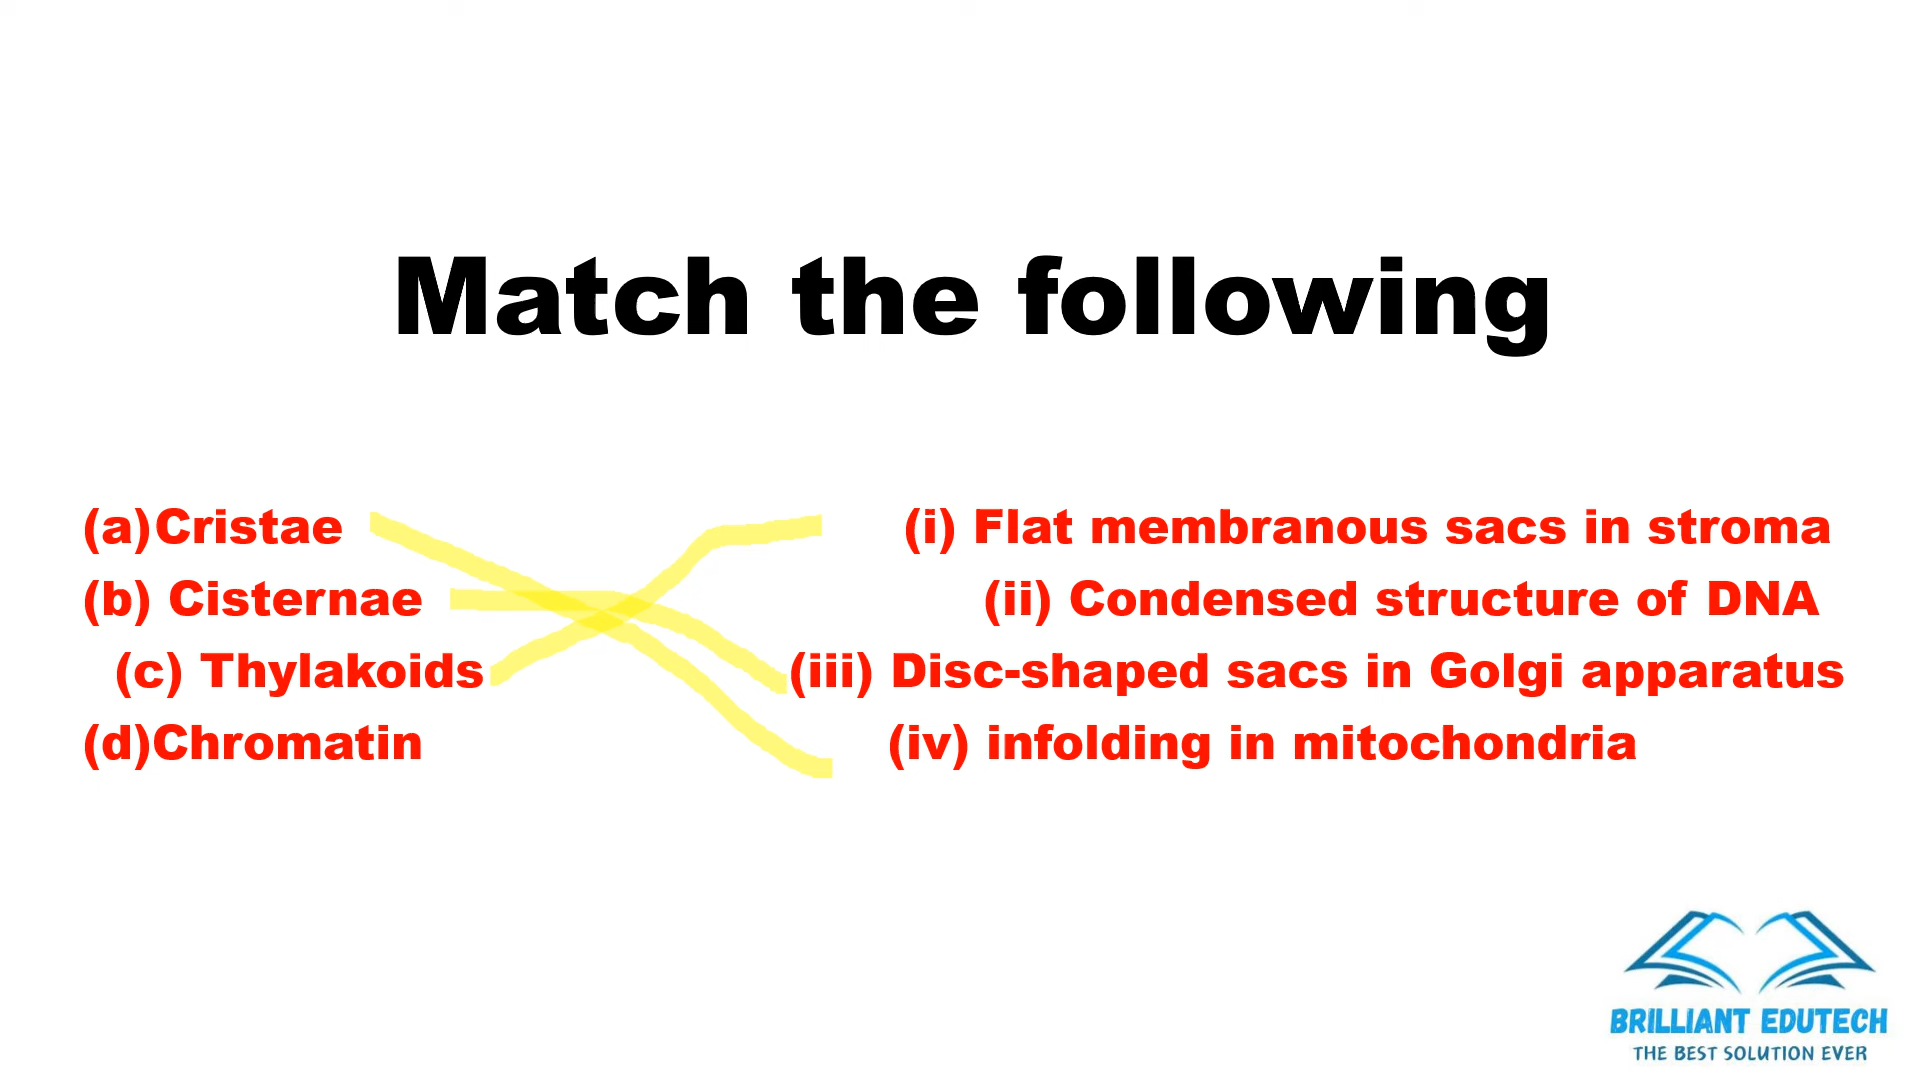 Match the following
(a)Cristae (i) Flat membranous sacs in stroma
(b) Cisternae (ii) Condensed structure of DNA
(c) Thylakoids (iii) Disc-shaped sacs in Golgi apparatus
(d)Chromatin (iv) infolding in mitochondria
BRILLIANT EDUTECH
THE BEST SOLUTION EVER